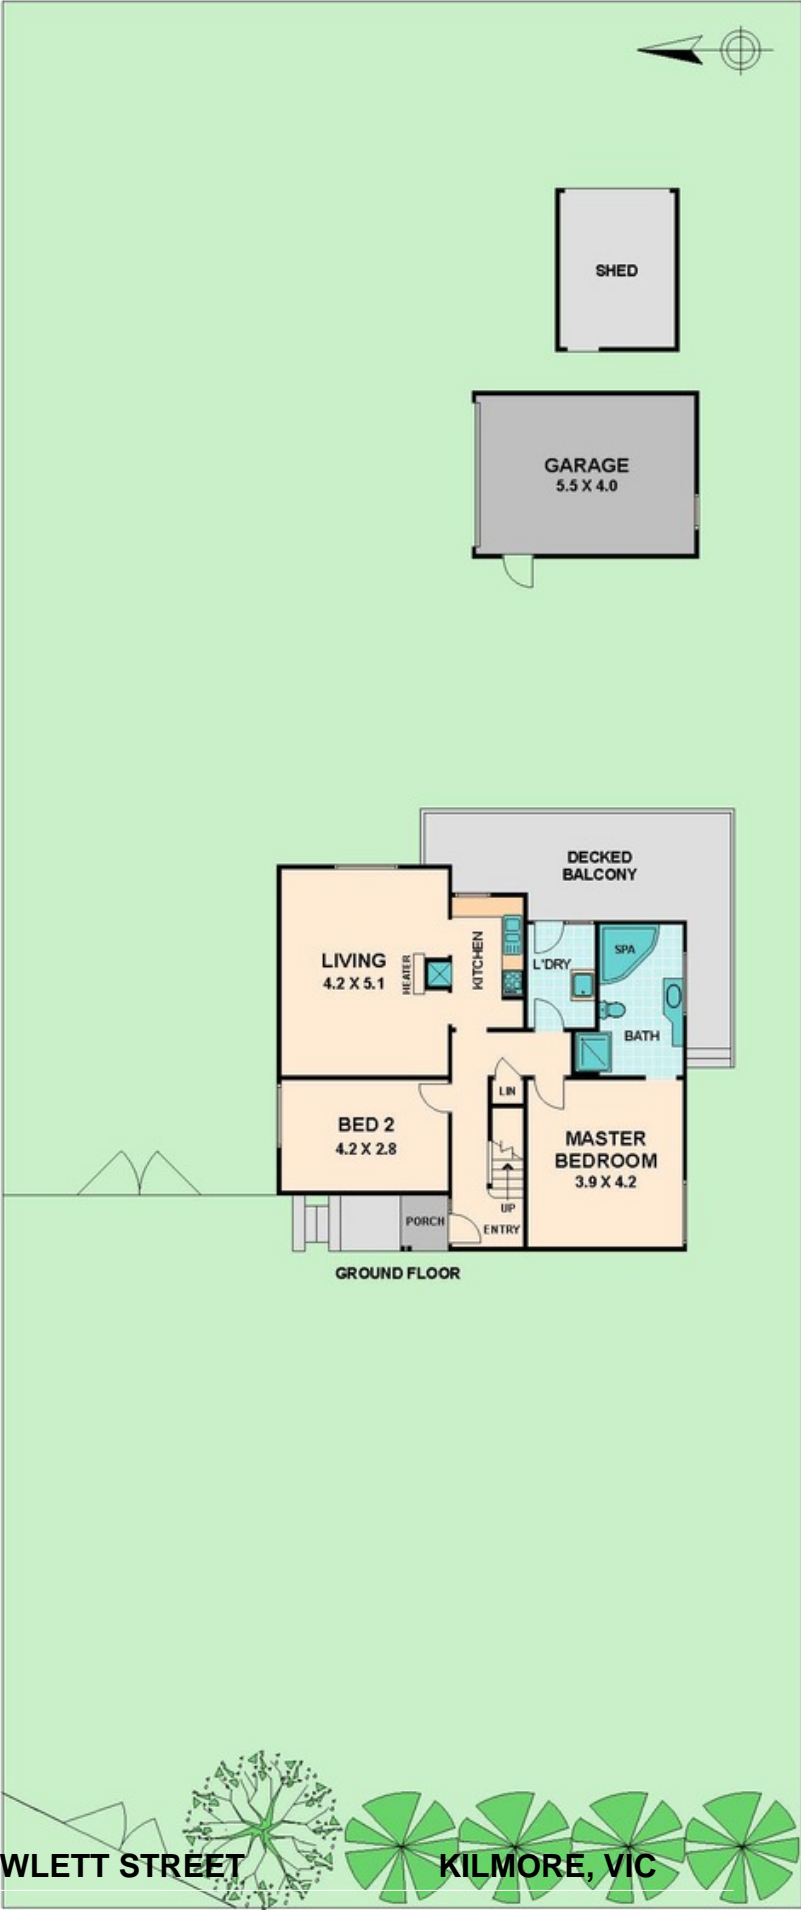 SHED
GARAGE
5.5 X 4.0
DECKED
BALCONY
LIVING
4.2 X 5.1
HEATER
KITCHEN
L'DRY
SPA
BATH
LIN
BED 2
4.2 X 2.8
MASTER
BEDROOM
3.9 X 4.2
UP
PORCH
ENTRY
GROUND FLOOR
WLETT STREET KILMORE, VIC